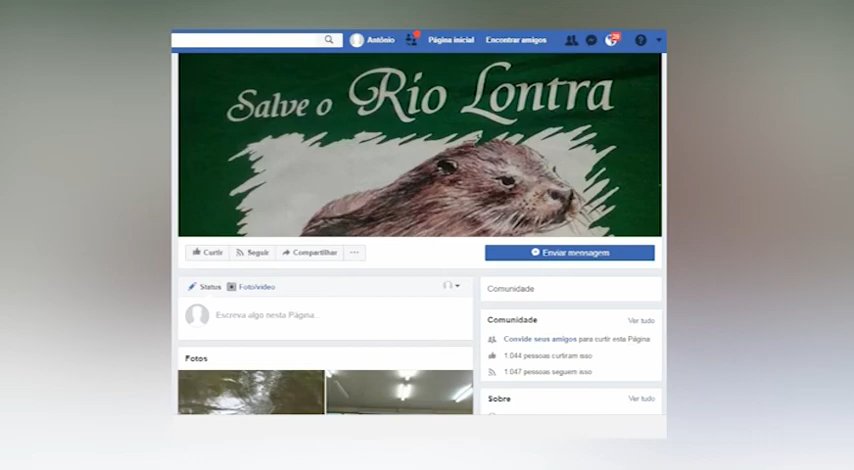 Antônio Página inicial Encontrar amigos
Salve o Rio Lontra
Curtir Seguir Compartilhar ...
Enviar mensagem
Status Foto/vídeo
Escreva algo nesta Página...
Fotos
Comunidade
Comunidade Ver tudo
Convide seus amigos para curtir esta Página
1.044 pessoas curtiram isso
1.047 pessoas seguem isso
Sobre Ver tudo